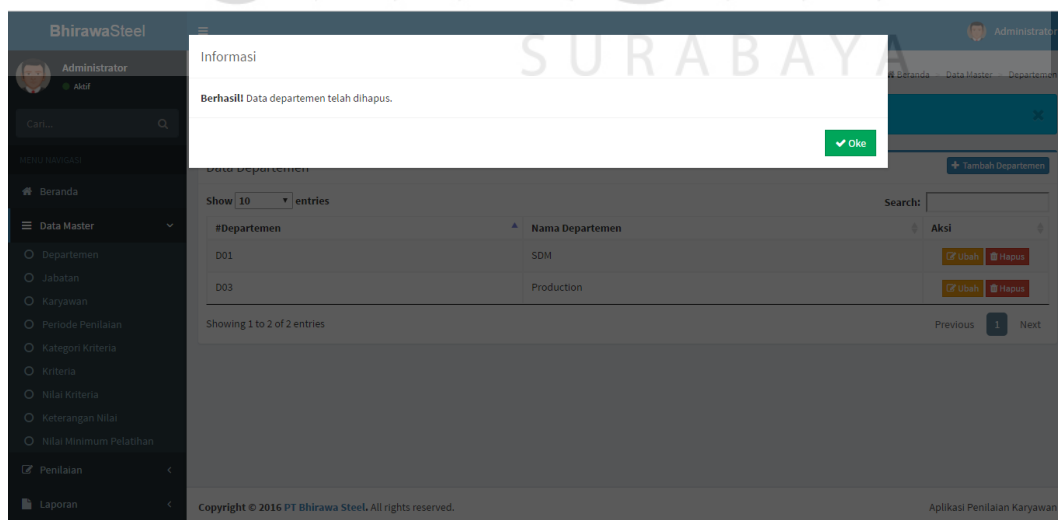 SURABAYA
BhirawaSteel
Administrator
Administrator
Aktif
Beranda Data Master Departemen
Informasi
Berhasil! Data departemen telah dihapus.
Oke
Cari...
MENU NAVIGASI
Beranda
Data Master
Departemen
Jabatan
Karyawan
Periode Penilaian
Kategori Kriteria
Kriteria
Nilai Kriteria
Keterangan Nilai
Nilai Minimum Pelatihan
Penilaian
Laporan
Data Departemen
Tambah Departemen
Show 10 entries
Search:
#Departemen Nama Departemen Aksi
D01 SDM Ubah Hapus
D03 Production Ubah Hapus
Showing 1 to 2 of 2 entries
Previous 1 Next
Copyright © 2016 PT Bhirawa Steel. All rights reserved.
Aplikasi Penilaian Karyawan